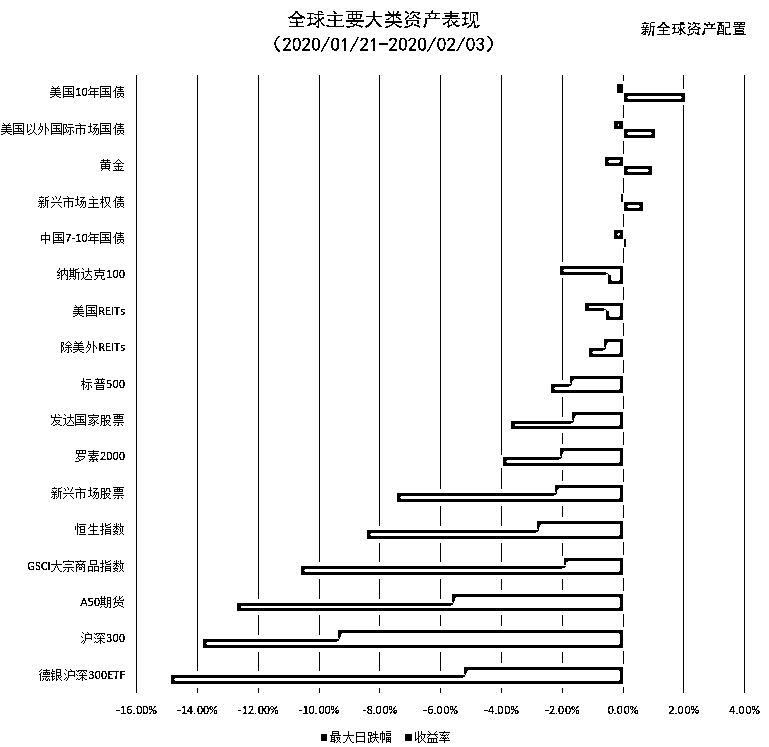 全球主要大类资产表现
（2020/01/21-2020/02/03）
新全球资产配置
美国10年国债
美国以外国际市场国债
黄金
新兴市场主权债
中国7-10年国债
纳斯达克100
美国REITs
除美外REITs
标普500
发达国家股票
罗素2000
新兴市场股票
恒生指数
GSCI大宗商品指数
A50期货
沪深300
德银沪深300ETF
-16.00% -14.00% -12.00% -10.00% -8.00% -6.00% -4.00% -2.00% 0.00% 2.00% 4.00%
最大日跌幅 收益率